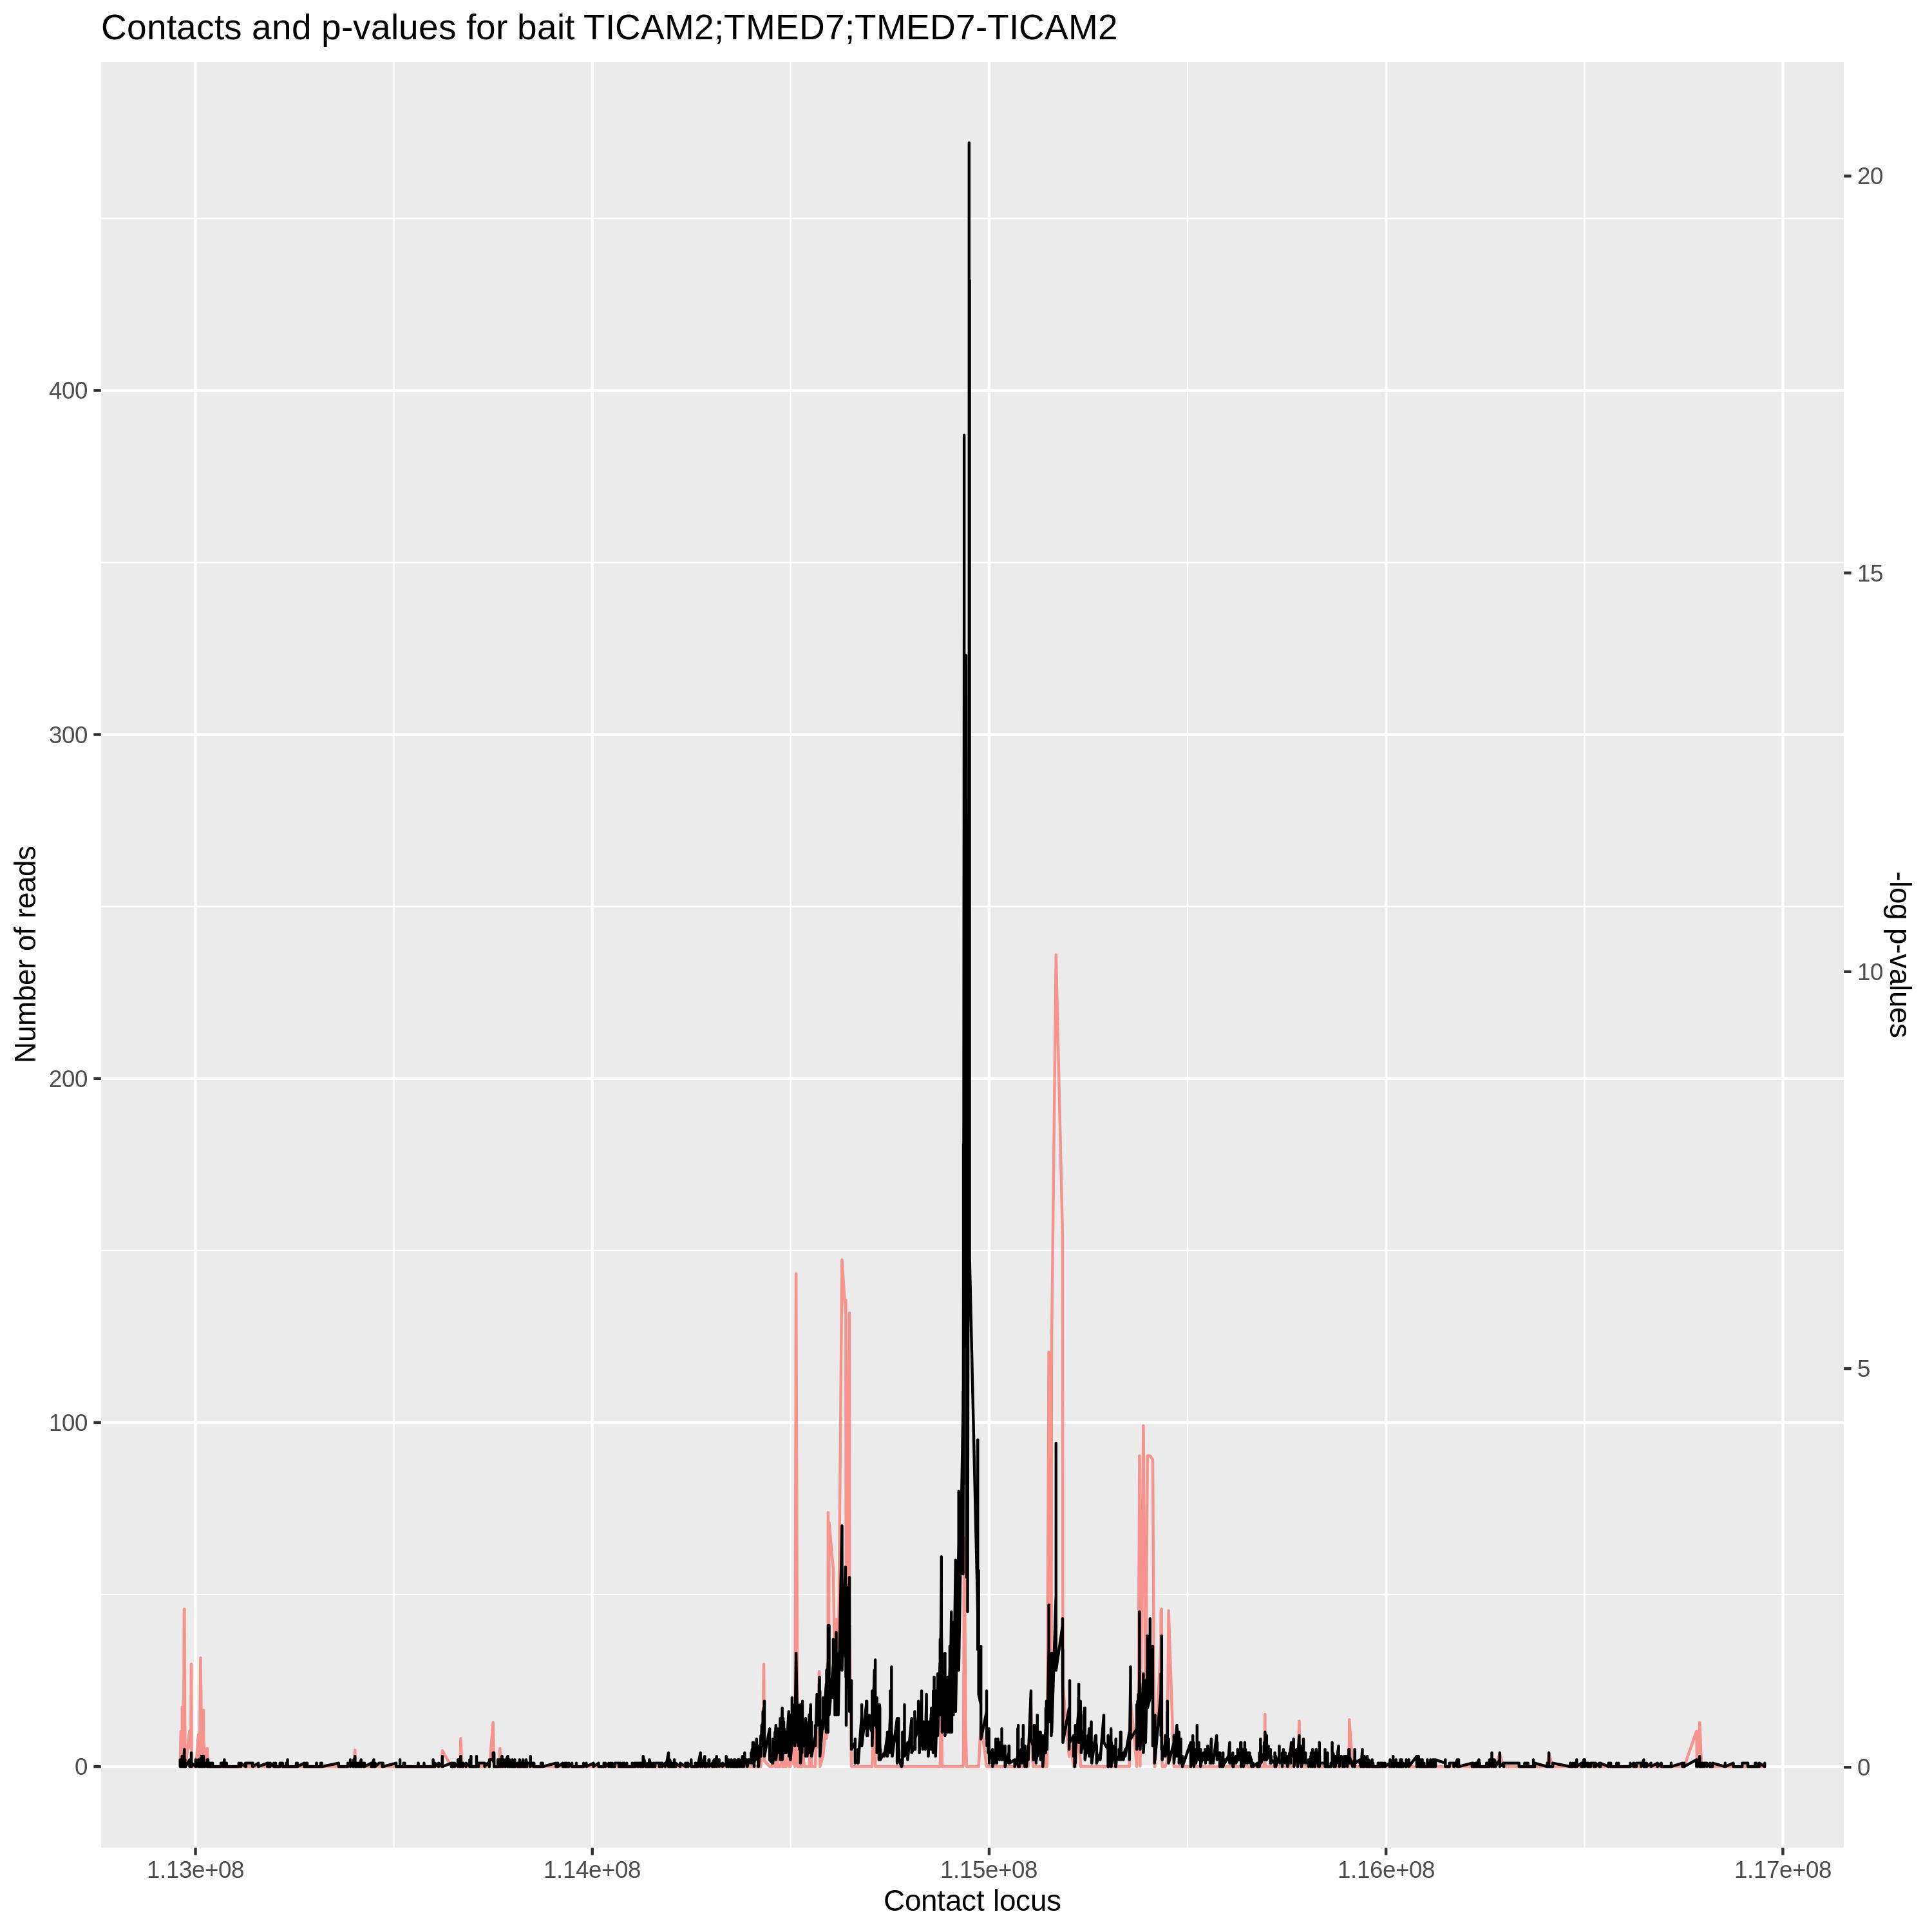 Contacts and p-values for bait TICAM2;TMED7;TMED7-TICAM2
400
300
200
100
0
Number of reads
20
15
10
5
0
-log p-values
1.13e+08
1.14e+08
1.15e+08
1.16e+08
1.17e+08
Contact locus